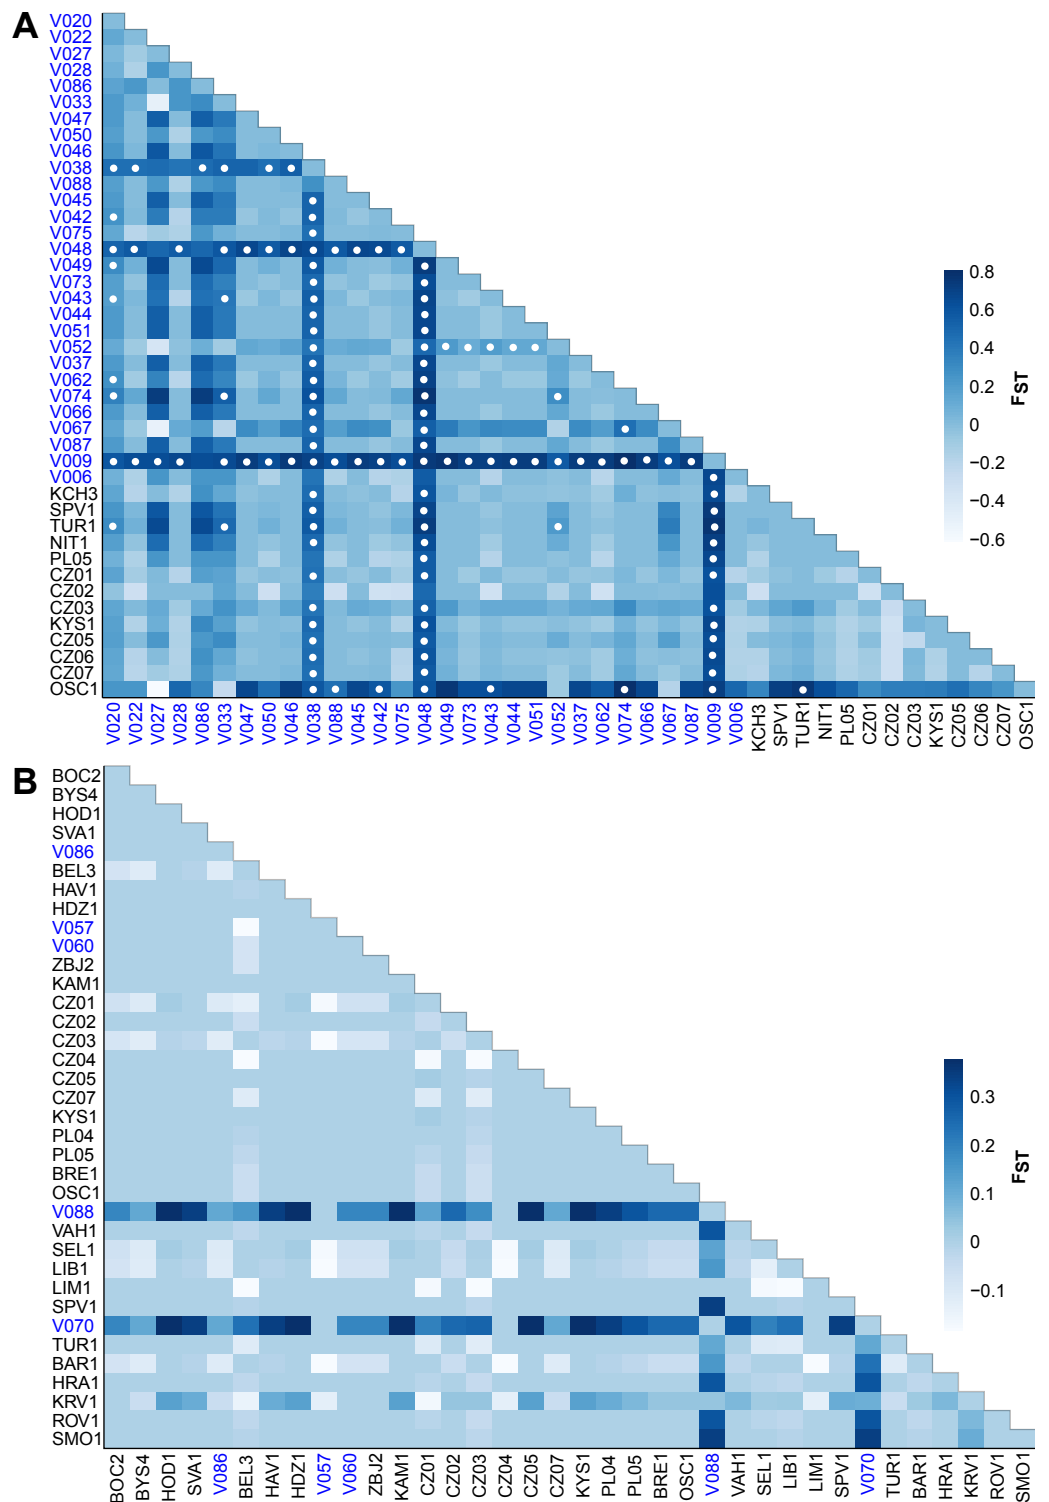 A
V020
V022
V027
V028
V086
V033
V047
V050
V046
V038
V088
V045
V042
V075
V048
V049
V073
V043
V044
V051
V052
V037
V062
V074
V066
V067
V087
V009
V006
KCH3
SPV1
TUR1
NIT1
PL05
CZ01
CZ02
CZ03
KYS1
CZ05
CZ06
CZ07
OSC1
V020 V022 V027 V028 V086 V033 V047 V050 V046 V038 V088 V045 V042 V075 V048 V049 V073 V043 V044 V051 V052 V037 V062 V074 V066 V067 V087 V009 V006 KCH3 SPV1 TUR1 NIT1 PL05 CZ01 CZ02 CZ03 KYS1 CZ05 CZ06 CZ07 OSC1
0.8
0.6
0.4
0.2
0
−0.2
−0.4
−0.6
FST
B
BOC2
BYS4
HOD1
SVA1
V086
BEL3
HAV1
HDZ1
V057
V060
ZBJ2
KAM1
CZ01
CZ02
CZ03
CZ04
CZ05
CZ07
KYS1
PL04
PL05
BRE1
OSC1
V088
VAH1
SEL1
LIB1
LIM1
SPV1
V070
TUR1
BAR1
HRA1
KRV1
ROV1
SMO1
BOC2 BYS4 HOD1 SVA1 V086 BEL3 HAV1 HDZ1 V057 V060 ZBJ2 KAM1 CZ01 CZ02 CZ03 CZ04 CZ05 CZ07 KYS1 PL04 PL05 BRE1 OSC1 V088 VAH1 SEL1 LIB1 LIM1 SPV1 V070 TUR1 BAR1 HRA1 KRV1 ROV1 SMO1
0.3
0.2
0.1
0
−0.1
FST